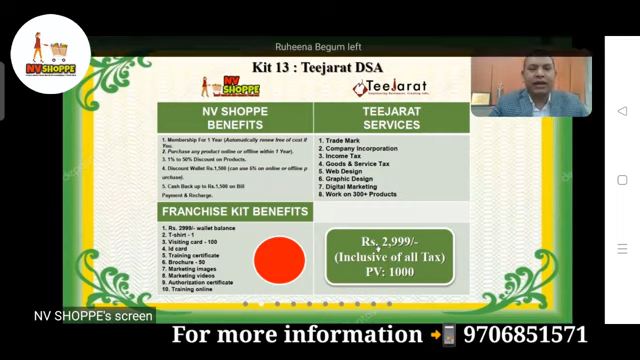 Ruheena Begum left
NV SHOPPE
Kit 13 : Teejarat DSA
NV
SHOPPE
Teejarat
NV SHOPPE
BENEFITS
TEEJARAT
SERVICES
1. Membership For 1 Year (Automatically renew free of cost if
You.
2. Purchase any product online or offline within 1 Year).
3. 1% to 50% Discount on Products.
4. Discount Wallet Rs.1,500 (can use 5% on online or offline p
urchase.
5. Cash Back up to Rs.1,500 on Bill
Payment & Recharge.
1. Trade Mark
2. Company Incorporation
3. Income Tax
4. Goods & Service Tax
5. Web Design
6. Graphic Design
7. Digital Marketing
8. Work on 300+ Products
FRANCHISE KIT BENEFITS
1. Rs. 2999/- wallet balance
2. T-shirt - 1
3. Visiting card - 100
4. Id card
5. Training certificate
6. Brochure - 50
7. Marketing images
8. Marketing videos
9. Authorization certificate
10. Training online
Rs. 2,999/-
(Inclusive of all Tax)
PV: 1000
NV SHOPPE's screen
For more information 9706851571